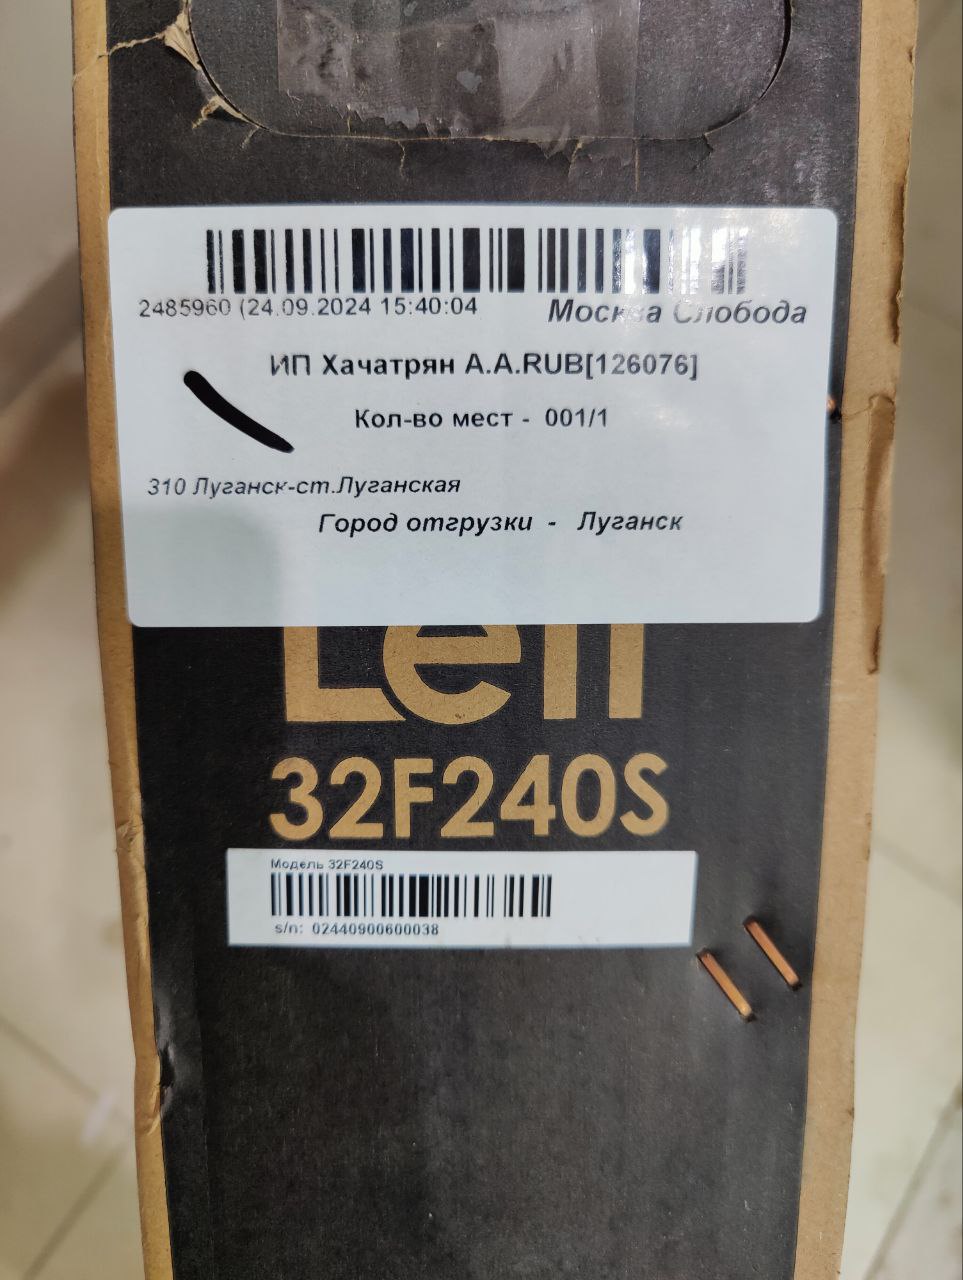 2485960 (24.09.2024 15:40:04 Москва Слобода
ИП Хачатрян А.А.RUB[126076]
Кол-во мест - 001/1
310 Луганск-ст.Луганская
Город отгрузки - Луганск
Leff
32F240S
Модель 32F240S
s/n: 02440900600038